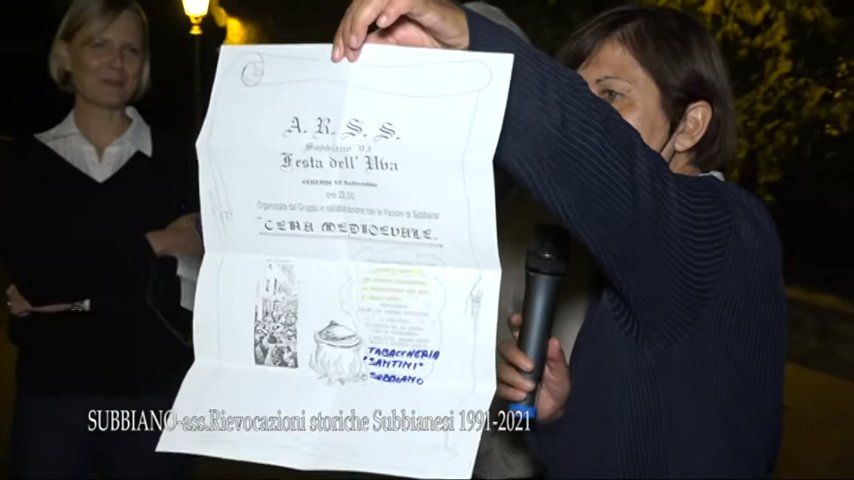 A. R. S. S.
Subbiano '93
Festa dell' Uva
VENERDI 10 Settembre
ore 20,00
Organizzata dal Gruppo in collaborazione con le frazioni di Subbiano
"CENA MEDIOEVALE"
TABACCHERIA
"SANTINI"
SUBBIANO
SUBBIANO-ass.Rievocazioni storiche Subbianesi 1991-2021